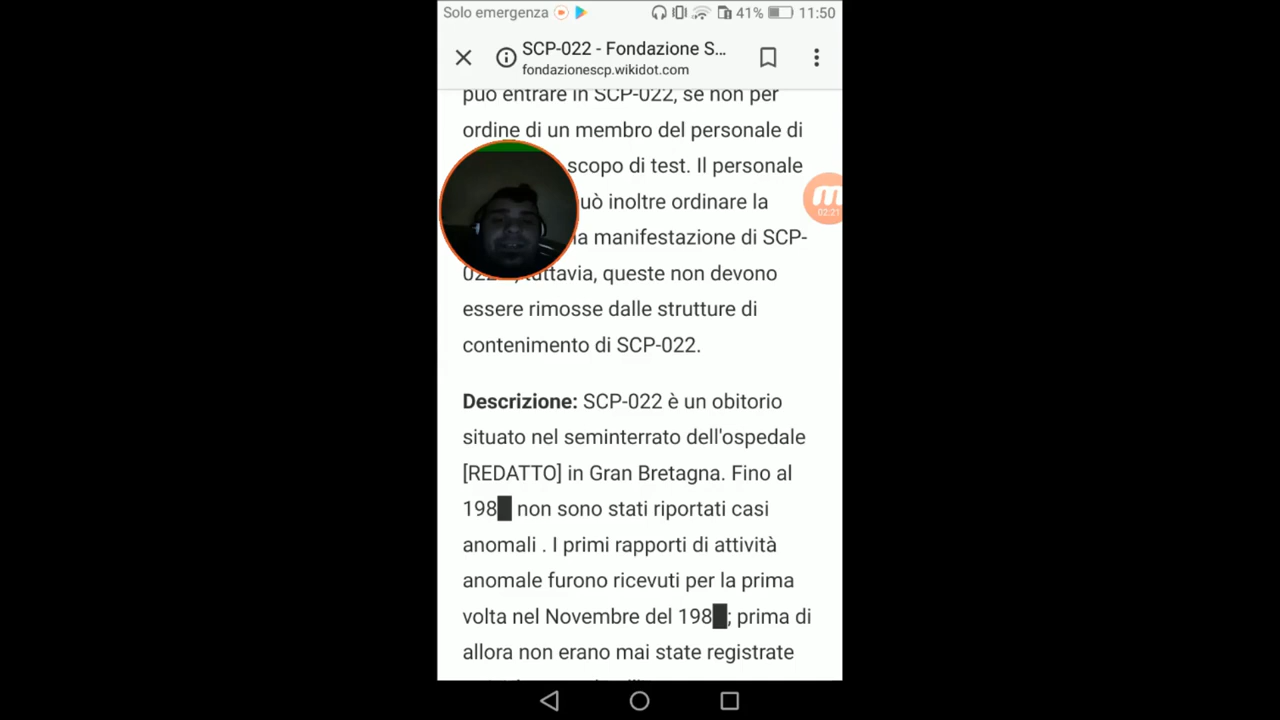 Solo emergenza 41% 11:50
SCP-022 - Fondazione S...
fondazionescp.wikidot.com
può entrare in SCP-022, se non per
ordine di un membro del personale di
scopo di test. Il personale
inoltre ordinare la
manifestazione di SCP-
tuttavia, queste non devono
essere rimosse dalle strutture di
contenimento di SCP-022.
02:21
Descrizione: SCP-022 è un obitorio
situato nel seminterrato dell'ospedale
[REDATTO] in Gran Bretagna. Fino al
198█ non sono stati riportati casi
anomali . I primi rapporti di attività
anomale furono ricevuti per la prima
volta nel Novembre del 198█; prima di
allora non erano mai state registrate